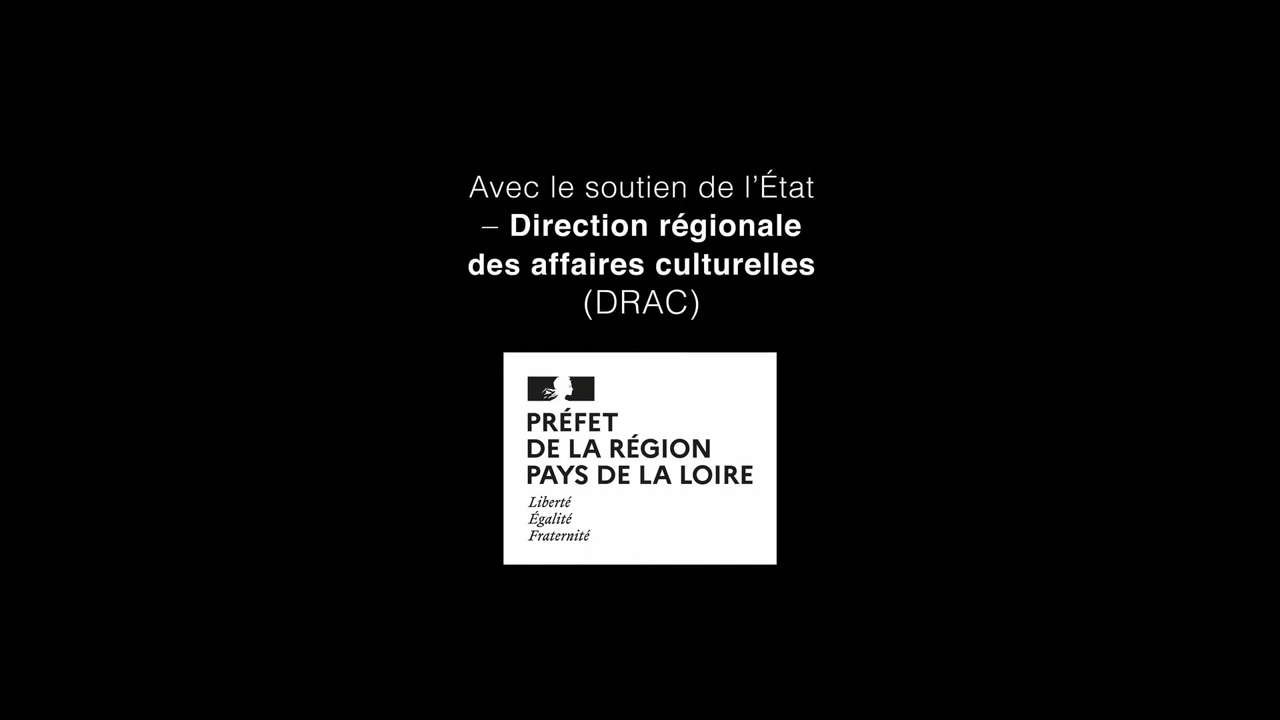 Avec le soutien de l’État
– Direction régionale
des affaires culturelles
(DRAC)
PRÉFET
DE LA RÉGION
PAYS DE LA LOIRE
Liberté
Égalité
Fraternité